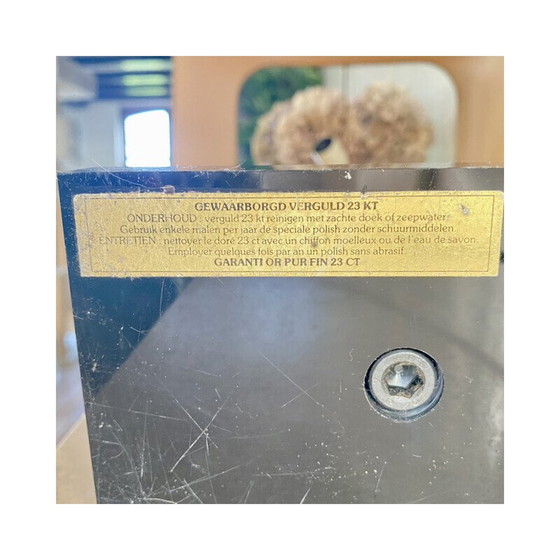 GEWAARBORGD VERGULD 23 KT
ONDERHOUD : verguld 23 kt reinigen met zachte doek of zeepwater.
Gebruik enkele malen per jaar de speciale polish zonder schuurmiddelen
ENTRETIEN : nettoyer le doré 23 ct avec un chiffon moelleux ou de l'eau de savon.
Employer quelques fois par an un polish sans abrasif.
GARANTI OR PUR FIN 23 CT